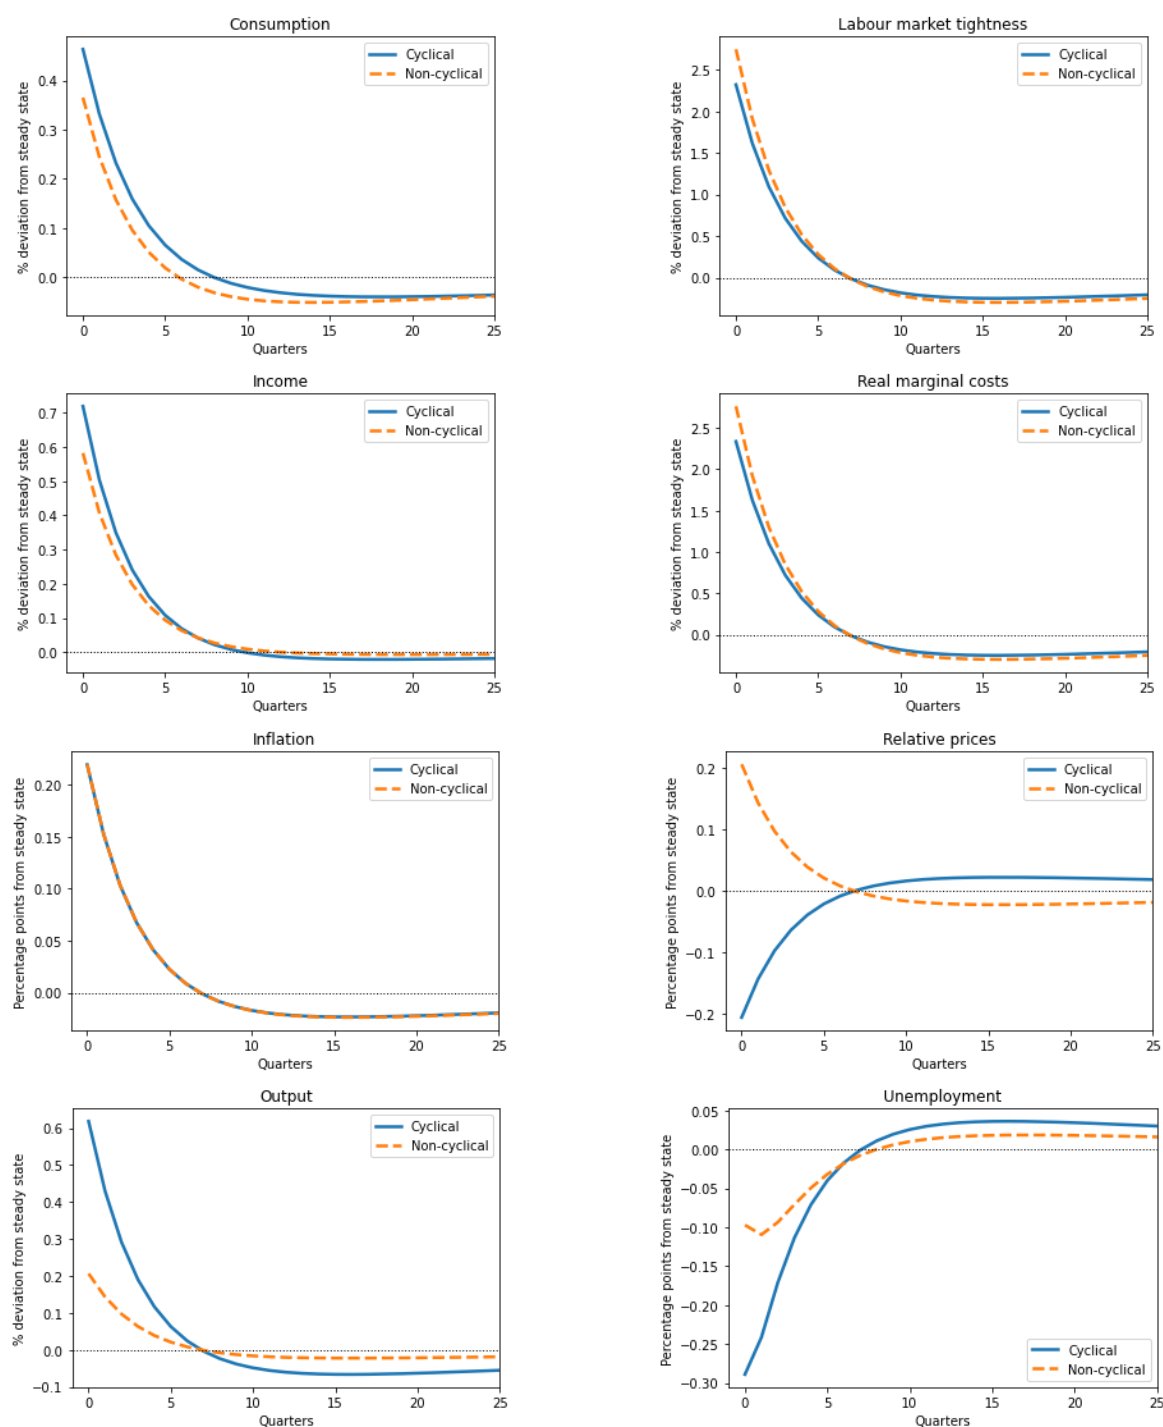 Consumption
% deviation from steady state
0.4
0.3
0.2
0.1
0.0
Cyclical
Non-cyclical
0 5 10 15 20 25
Quarters
Labour market tightness
% deviation from steady state
2.5
2.0
1.5
1.0
0.5
0.0
Cyclical
Non-cyclical
0 5 10 15 20 25
Quarters
Income
% deviation from steady state
0.7
0.6
0.5
0.4
0.3
0.2
0.1
0.0
Cyclical
Non-cyclical
0 5 10 15 20 25
Quarters
Real marginal costs
% deviation from steady state
2.5
2.0
1.5
1.0
0.5
0.0
Cyclical
Non-cyclical
0 5 10 15 20 25
Quarters
Inflation
Percentage points from steady state
0.20
0.15
0.10
0.05
0.00
Cyclical
Non-cyclical
0 5 10 15 20 25
Quarters
Relative prices
Percentage points from steady state
0.2
0.1
0.0
−0.1
−0.2
Cyclical
Non-cyclical
0 5 10 15 20 25
Quarters
Output
% deviation from steady state
0.6
0.5
0.4
0.3
0.2
0.1
0.0
−0.1
Cyclical
Non-cyclical
0 5 10 15 20 25
Quarters
Unemployment
Percentage points from steady state
0.05
0.00
−0.05
−0.10
−0.15
−0.20
−0.25
−0.30
Cyclical
Non-cyclical
0 5 10 15 20 25
Quarters